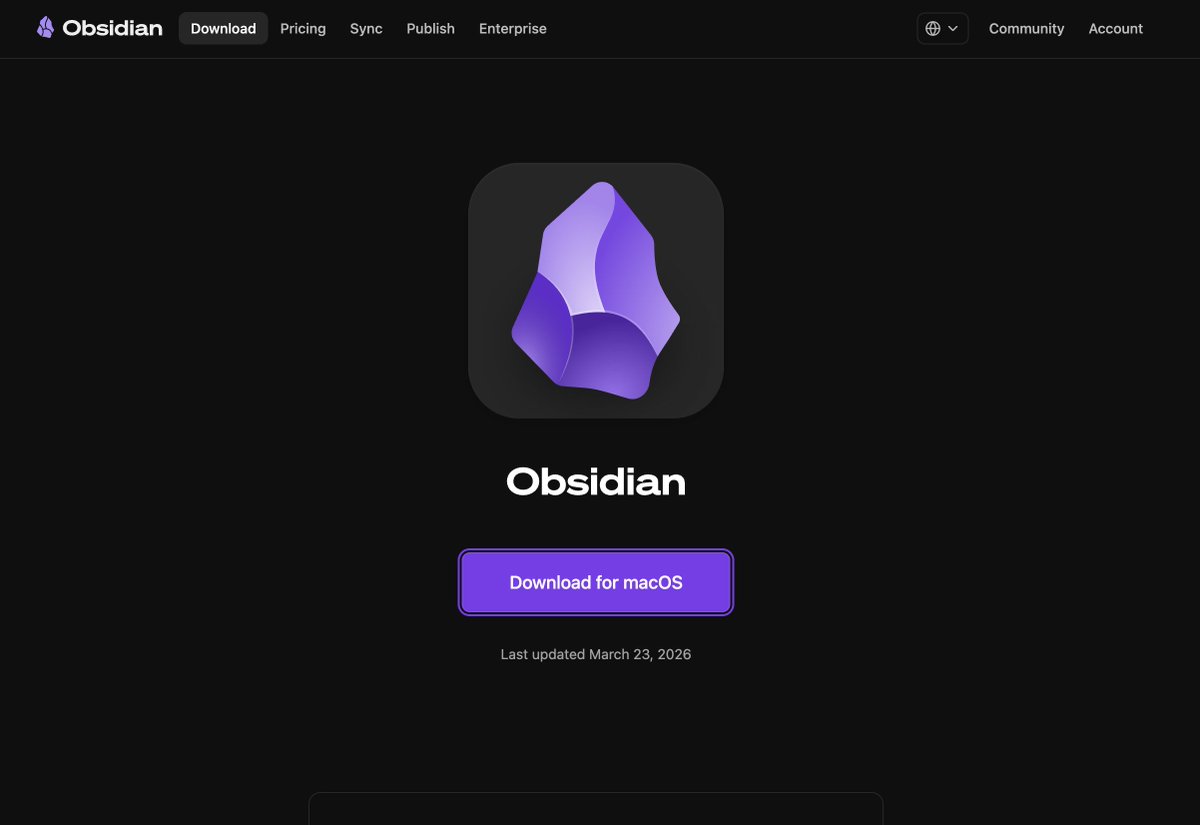 Obsidian Download Pricing Sync Publish Enterprise Community Account
Obsidian
Download for macOS
Last updated March 23, 2026